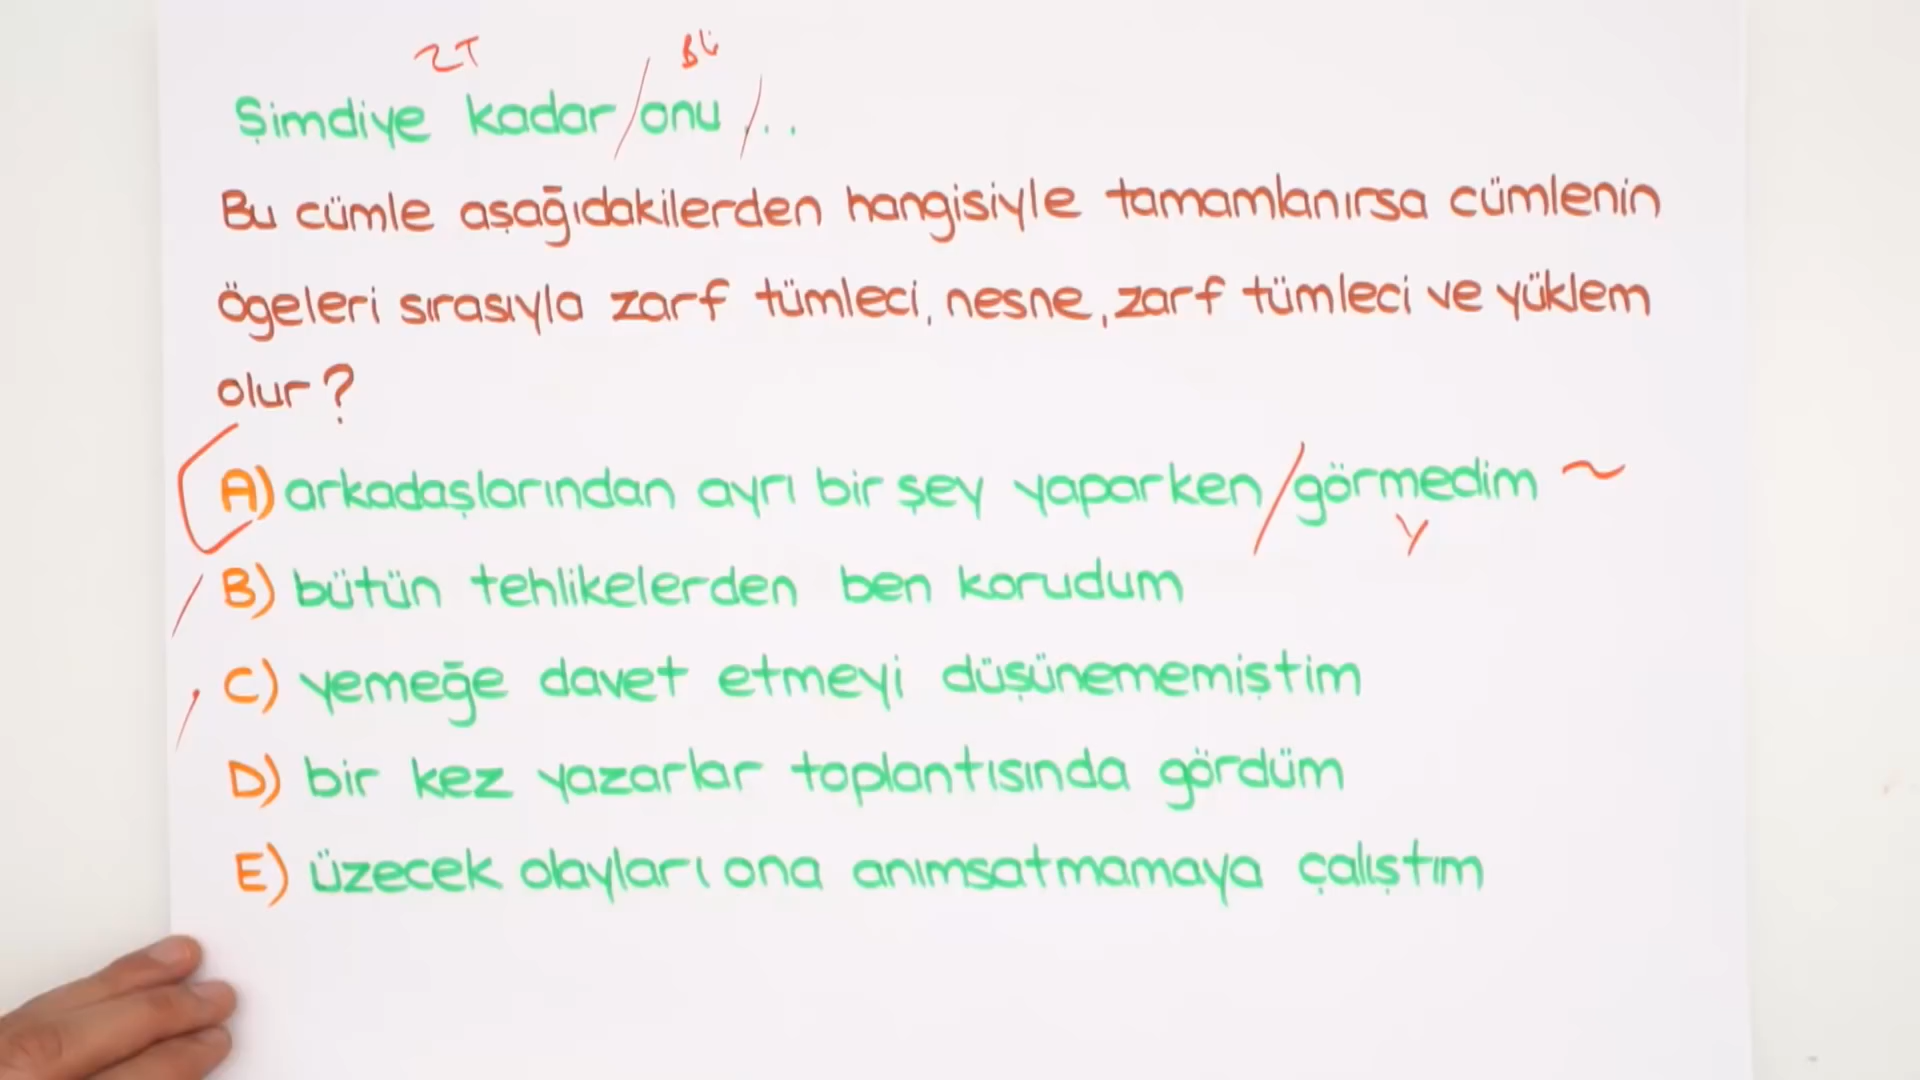 ZT
BLİ
Şimdiye kadar / onu / ...
Bu cümle aşağıdakilerden hangisiyle tamamlanırsa cümlenin
ögeleri sırasıyla zarf tümleci, nesne, zarf tümleci ve yüklem
olur?
A) arkadaşlarından ayrı bir şey yaparken / görmedim ~
Y
B) bütün tehlikelerden ben korudum
C) yemeğe davet etmeyi düşünememiştim
D) bir kez yazarlar toplantısında gördüm
E) üzecek olayları ona anımsatmamaya çalıştım